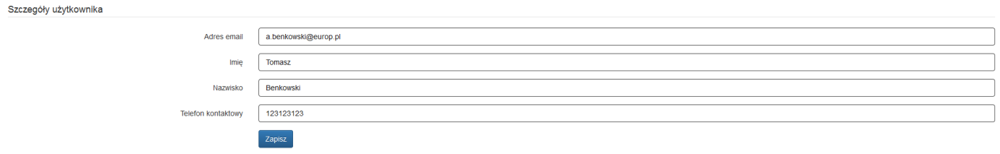 Szczegóły użytkownika
Adres email a.benkowski@europ.pl
Imię Tomasz
Nazwisko Benkowski
Telefon kontaktowy 123123123
Zapisz